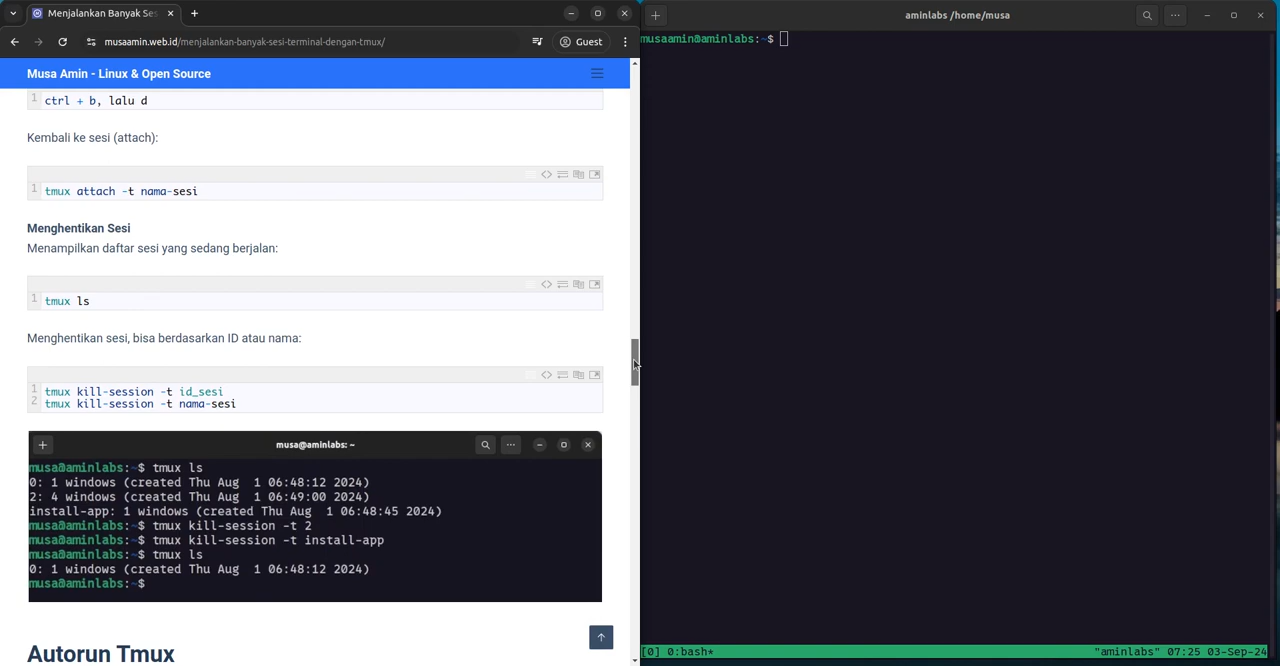 Menjalankan Banyak Ses
musaamin.web.id/menjalankan-banyak-sesi-terminal-dengan-tmux/
Guest
Musa Amin - Linux & Open Source
1 ctrl + b, lalu d
Kembali ke sesi (attach):
1 tmux attach -t nama-sesi
Menghentikan Sesi
Menampilkan daftar sesi yang sedang berjalan:
1 tmux ls
Menghentikan sesi, bisa berdasarkan ID atau nama:
1 tmux kill-session -t id_sesi
2 tmux kill-session -t nama-sesi
musa@aminlabs: ~
musa@aminlabs:~$ tmux ls
0: 1 windows (created Thu Aug  1 06:48:12 2024)
2: 4 windows (created Thu Aug  1 06:49:00 2024)
install-app: 1 windows (created Thu Aug  1 06:48:45 2024)
musa@aminlabs:~$ tmux kill-session -t 2
musa@aminlabs:~$ tmux kill-session -t install-app
musa@aminlabs:~$ tmux ls
0: 1 windows (created Thu Aug  1 06:48:12 2024)
musa@aminlabs:~$
Autorun Tmux
aminlabs /home/musa
musaamin@aminlabs:~$
[0] 0:bash* "aminlabs" 07:25 03-Sep-24